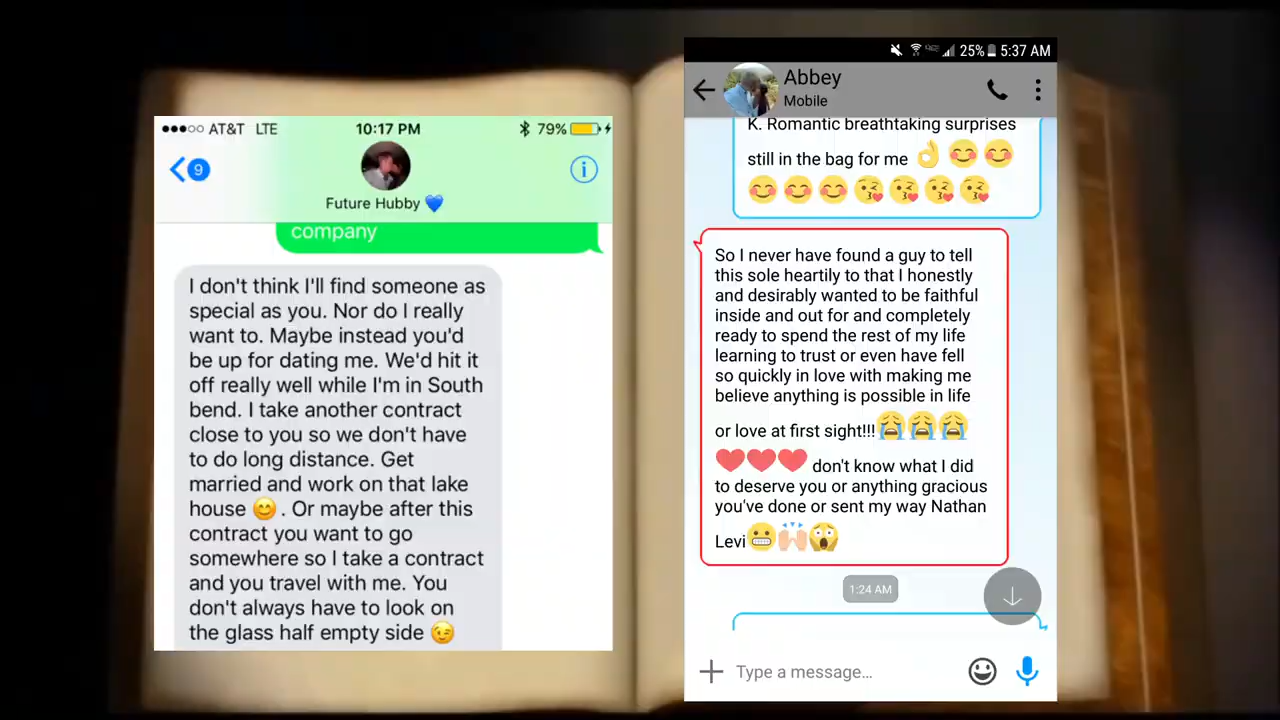 AT&T LTE 10:17 PM 79%
9
Future Hubby 💙
company
I don't think I'll find someone as
special as you. Nor do I really
want to. Maybe instead you'd
be up for dating me. We'd hit it
off really well while I'm in South
bend. I take another contract
close to you so we don't have
to do long distance. Get
married and work on that lake
house 😊 . Or maybe after this
contract you want to go
somewhere so I take a contract
and you travel with me. You
don't always have to look on
the glass half empty side 😉
25% 5:37 AM
Abbey
Mobile
K. Romantic breathtaking surprises
still in the bag for me 👌😊😊
😊😊😊😘😘😘😘
So I never have found a guy to tell
this sole heartily to that I honestly
and desirably wanted to be faithful
inside and out for and completely
ready to spend the rest of my life
learning to trust or even have fell
so quickly in love with making me
believe anything is possible in life
or love at first sight!!!😭😭😭
❤❤❤ don't know what I did
to deserve you or anything gracious
you've done or sent my way Nathan
Levi😬🙌🏻😱
1:24 AM
Type a message...